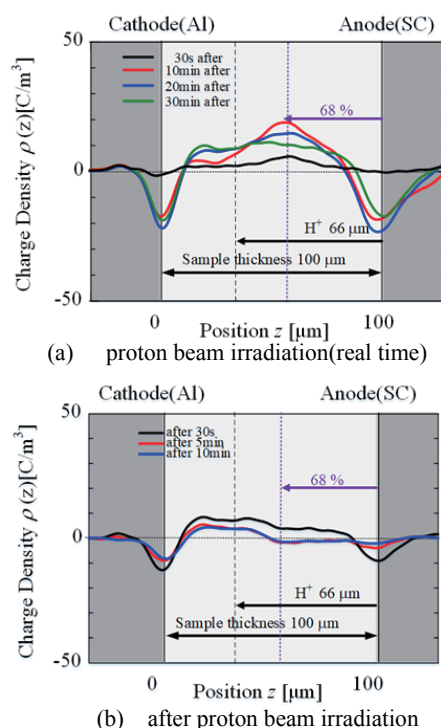 Cathode(Al) Anode(SC)
50
30s after
10min after
20min after
30min after
68 %
0
H⁺ 66 μm
Sample thickness 100 μm
-50
0 100
Position z [μm]
Charge Density ρ (z)[C/m³]
(a) proton beam irradiation(real time)
Cathode(Al) Anode(SC)
50
after 30s
after 5min
after 10min
68 %
0
H⁺ 66 μm
Sample thickness 100 μm
-50
0 100
Position z [μm]
Charge Density ρ (z)[C/m³]
(b) after proton beam irradiation